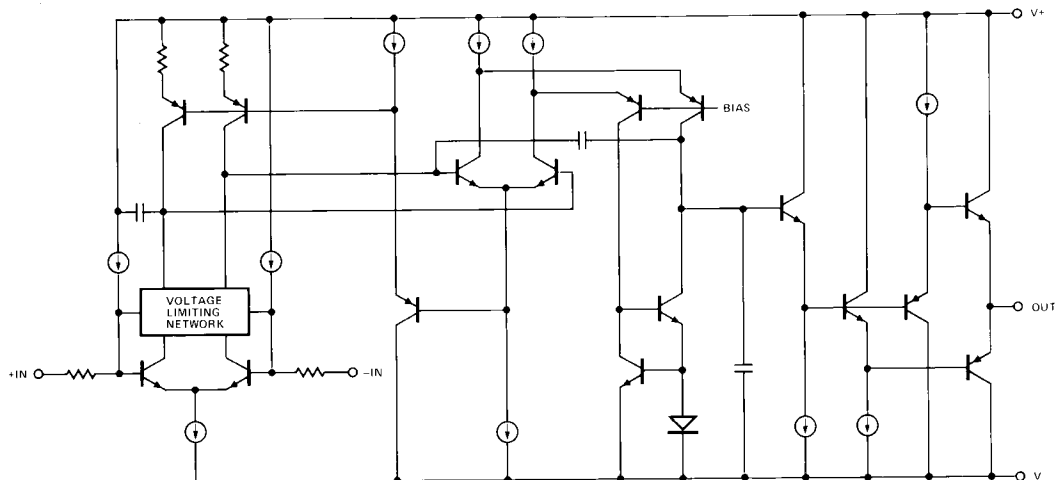 V+
BIAS
VOLTAGE
LIMITING
NETWORK
OUT
+IN
–IN
V